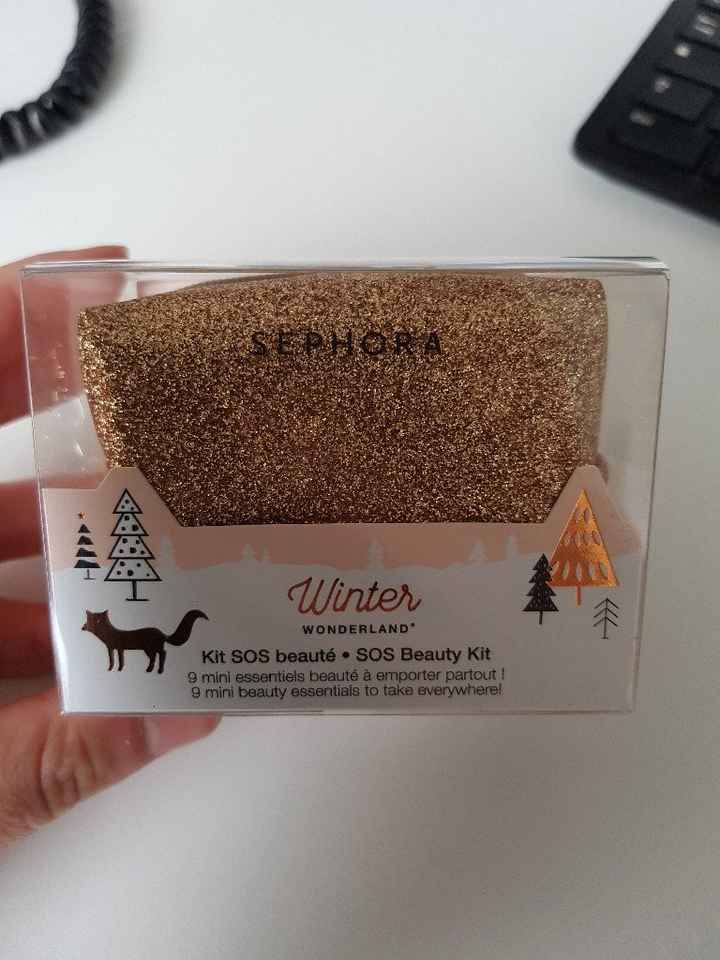 SEPHORA
Winter
WONDERLAND*
Kit SOS beauté • SOS Beauty Kit
9 mini essentiels beauté à emporter partout !
9 mini beauty essentials to take everywhere!